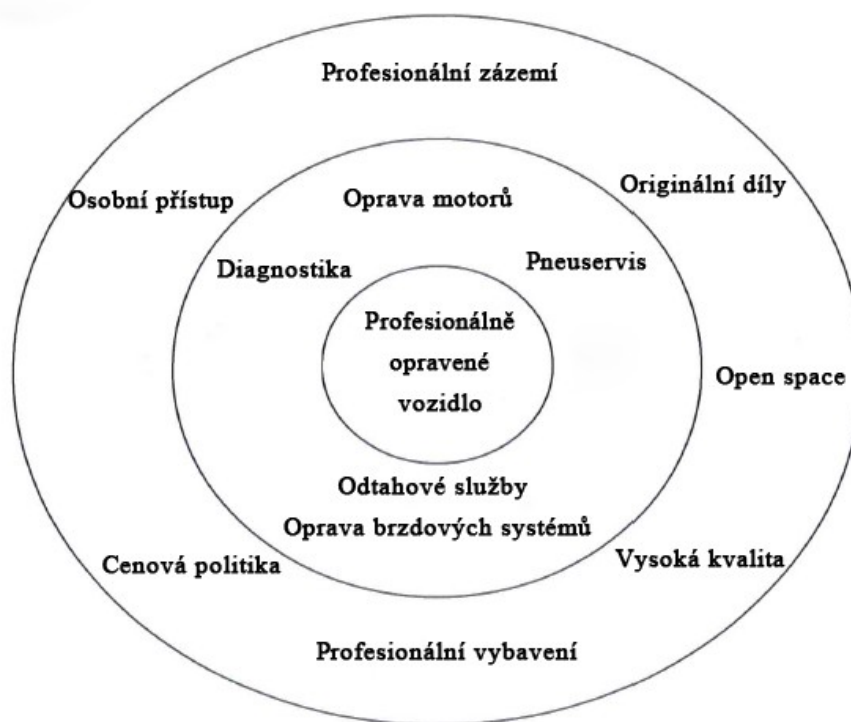 Profesionální zázemí
Originální díly
Osobní přístup
Oprava motorů
Pneuservis
Diagnostika
Profesionálně
opravené
vozidlo
Open space
Odtahové služby
Oprava brzdových systémů
Vysoká kvalita
Cenová politika
Profesionální vybavení